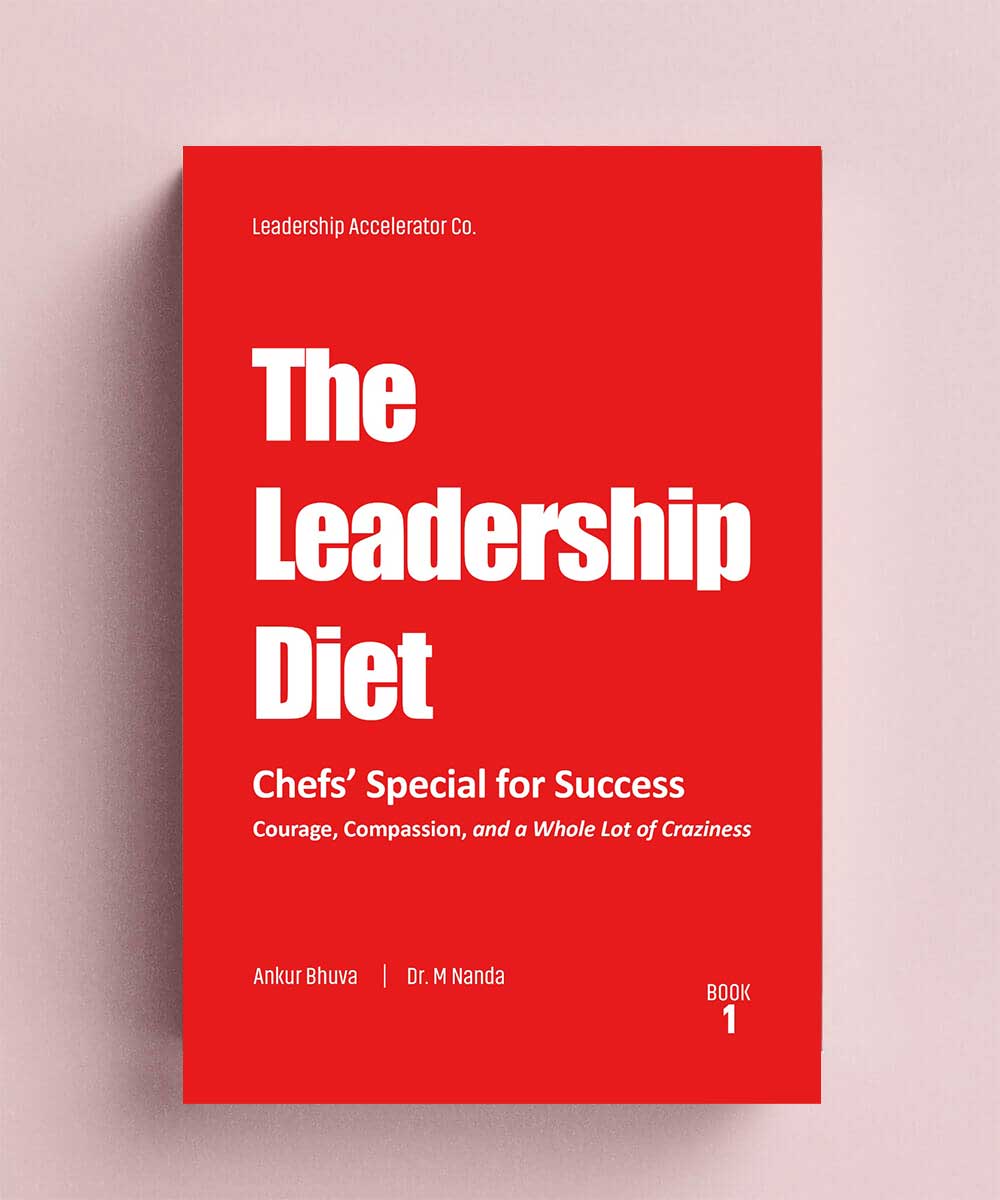 Leadership Accelerator Co.
The
Leadership
Diet
Chefs’ Special for Success
Courage, Compassion, and a Whole Lot of Craziness
Ankur Bhuva | Dr. M Nanda
BOOK
1